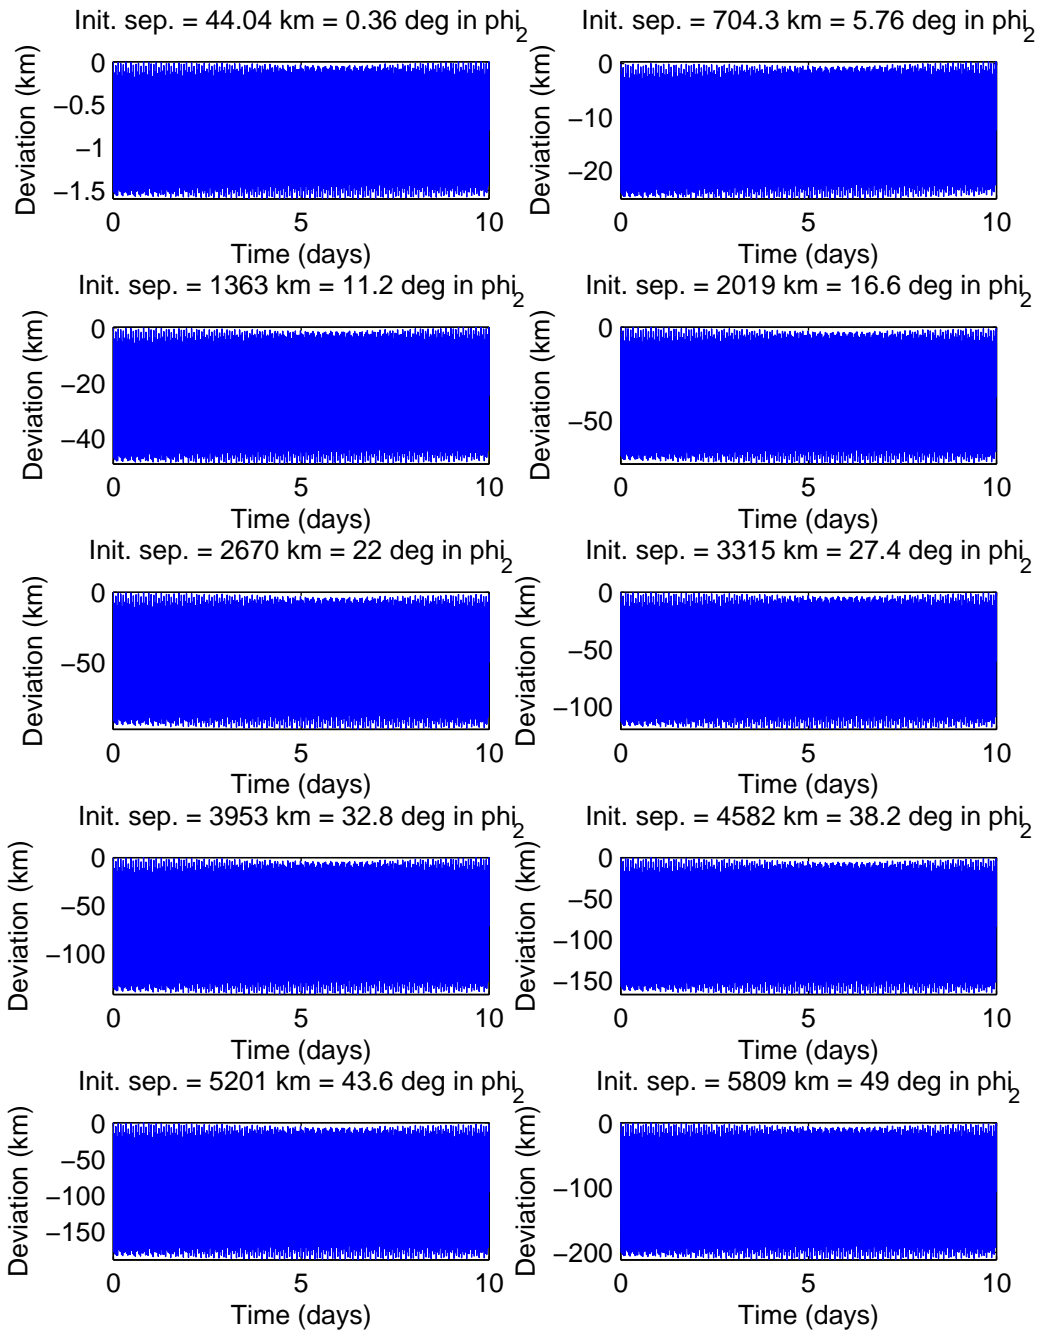 Init. sep. = 44.04 km = 0.36 deg in phi2
Deviation (km)
0
−0.5
−1
−1.5
0 5 10
Time (days)
Init. sep. = 704.3 km = 5.76 deg in phi2
Deviation (km)
0
−10
−20
0 5 10
Time (days)
Init. sep. = 1363 km = 11.2 deg in phi2
Deviation (km)
0
−20
−40
0 5 10
Time (days)
Init. sep. = 2019 km = 16.6 deg in phi2
Deviation (km)
0
−50
0 5 10
Time (days)
Init. sep. = 2670 km = 22 deg in phi2
Deviation (km)
0
−50
0 5 10
Time (days)
Init. sep. = 3315 km = 27.4 deg in phi2
Deviation (km)
0
−50
−100
0 5 10
Time (days)
Init. sep. = 3953 km = 32.8 deg in phi2
Deviation (km)
0
−50
−100
0 5 10
Time (days)
Init. sep. = 4582 km = 38.2 deg in phi2
Deviation (km)
0
−50
−100
−150
0 5 10
Time (days)
Init. sep. = 5201 km = 43.6 deg in phi2
Deviation (km)
0
−50
−100
−150
0 5 10
Time (days)
Init. sep. = 5809 km = 49 deg in phi2
Deviation (km)
0
−100
−200
0 5 10
Time (days)